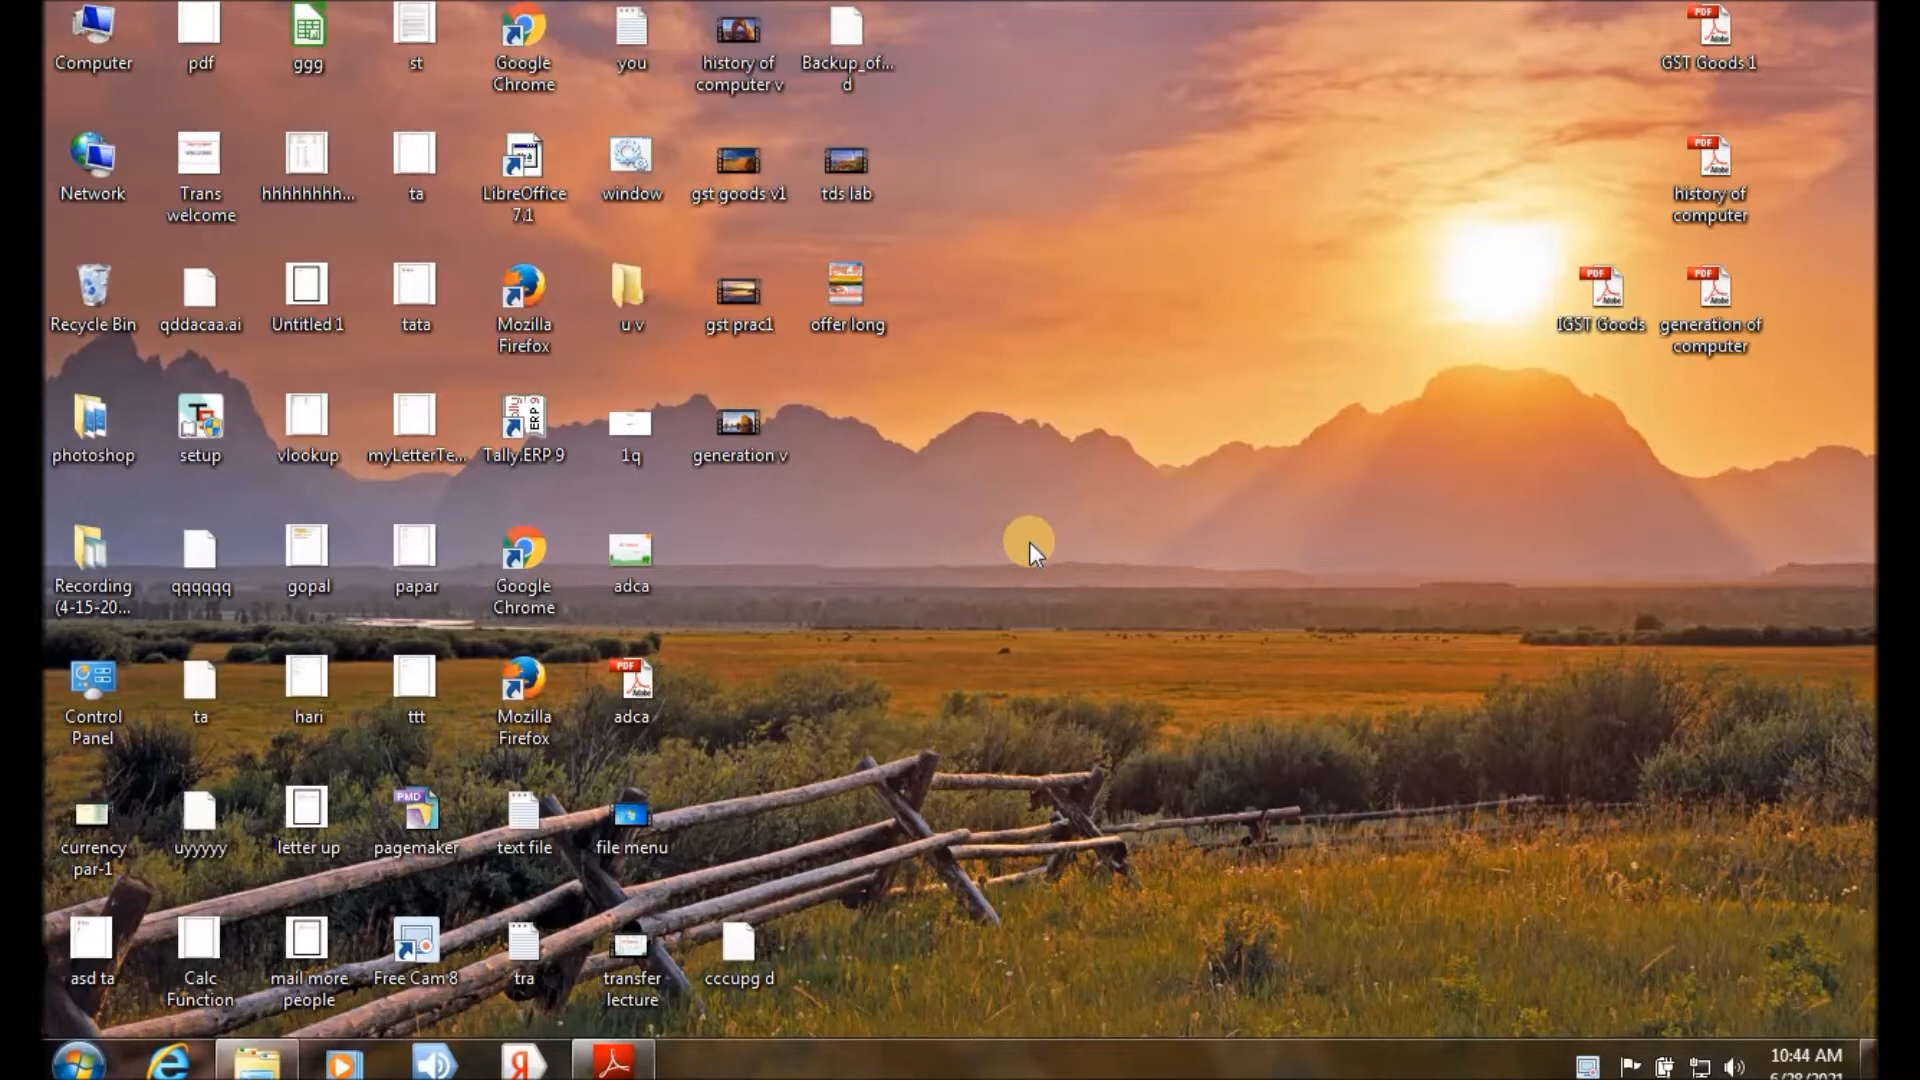 Computer
pdf
ggg
st
Google
Chrome
you
history of
computer v
Backup_of...
d
GST Goods 1
Network
Trans
welcome
hhhhhhhh...
ta
LibreOffice
7.1
window
gst goods v1
tds lab
history of
computer
Recycle Bin
qddacaa.ai
Untitled 1
tata
Mozilla
Firefox
u v
gst prac1
offer long
IGST Goods
generation of
computer
photoshop
setup
vlookup
myLetterTe...
Tally.ERP 9
1q
generation v
Recording
(4-15-20...
qqqqqq
gopal
papar
Google
Chrome
adca
Control
Panel
ta
hari
ttt
Mozilla
Firefox
adca
currency
par-1
uyyyyy
letter up
pagemaker
text file
file menu
asd ta
Calc
Function
mail more
people
Free Cam 8
tra
transfer
lecture
cccupg d
10:44 AM
6/28/2021